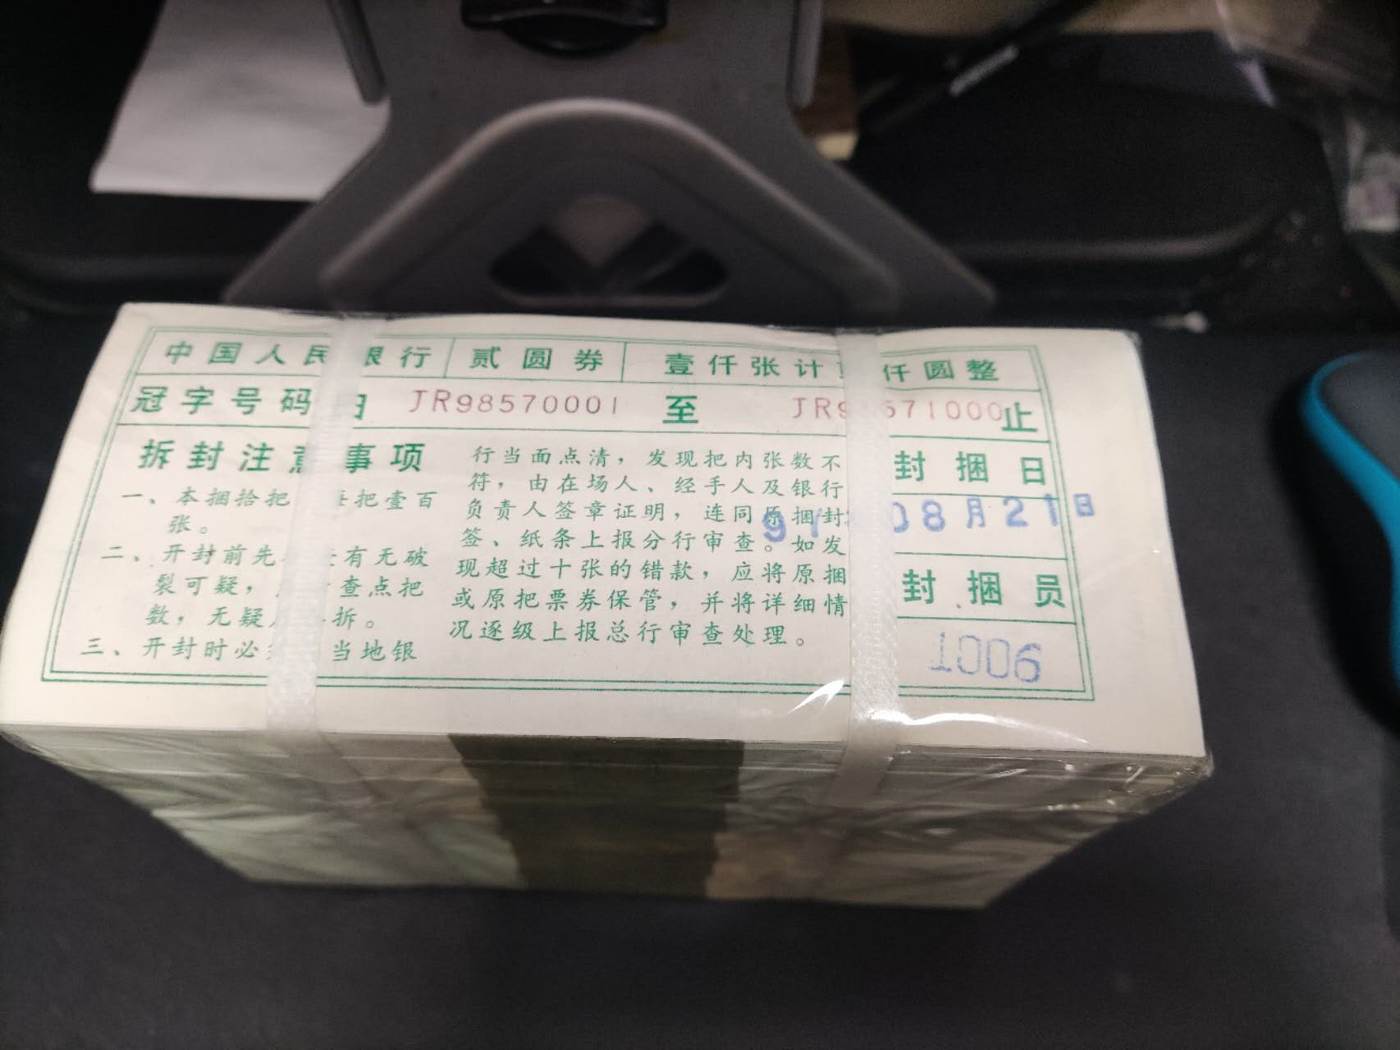 中国人民银行 贰圆券 壹仟张计 仟圆整
冠字号码 JR98570001 至 JR9 571000 止
拆封注意事项
一、本捆拾把 每把壹百
张。
二、开封前先 有无破
裂可疑, 查点把
数,无疑 拆。
三、开封时必 当地银
行当面点清,发现把内张数不
符,由在场人、经手人及银行
负责人签章证明,连同原捆封
签、纸条上报分行审查。如发
现超过十张的错款,应将原捆
或原把票券保管,并将详细情
况逐级上报总行审查处理。
封捆日
91 08月21日
封捆员
1006